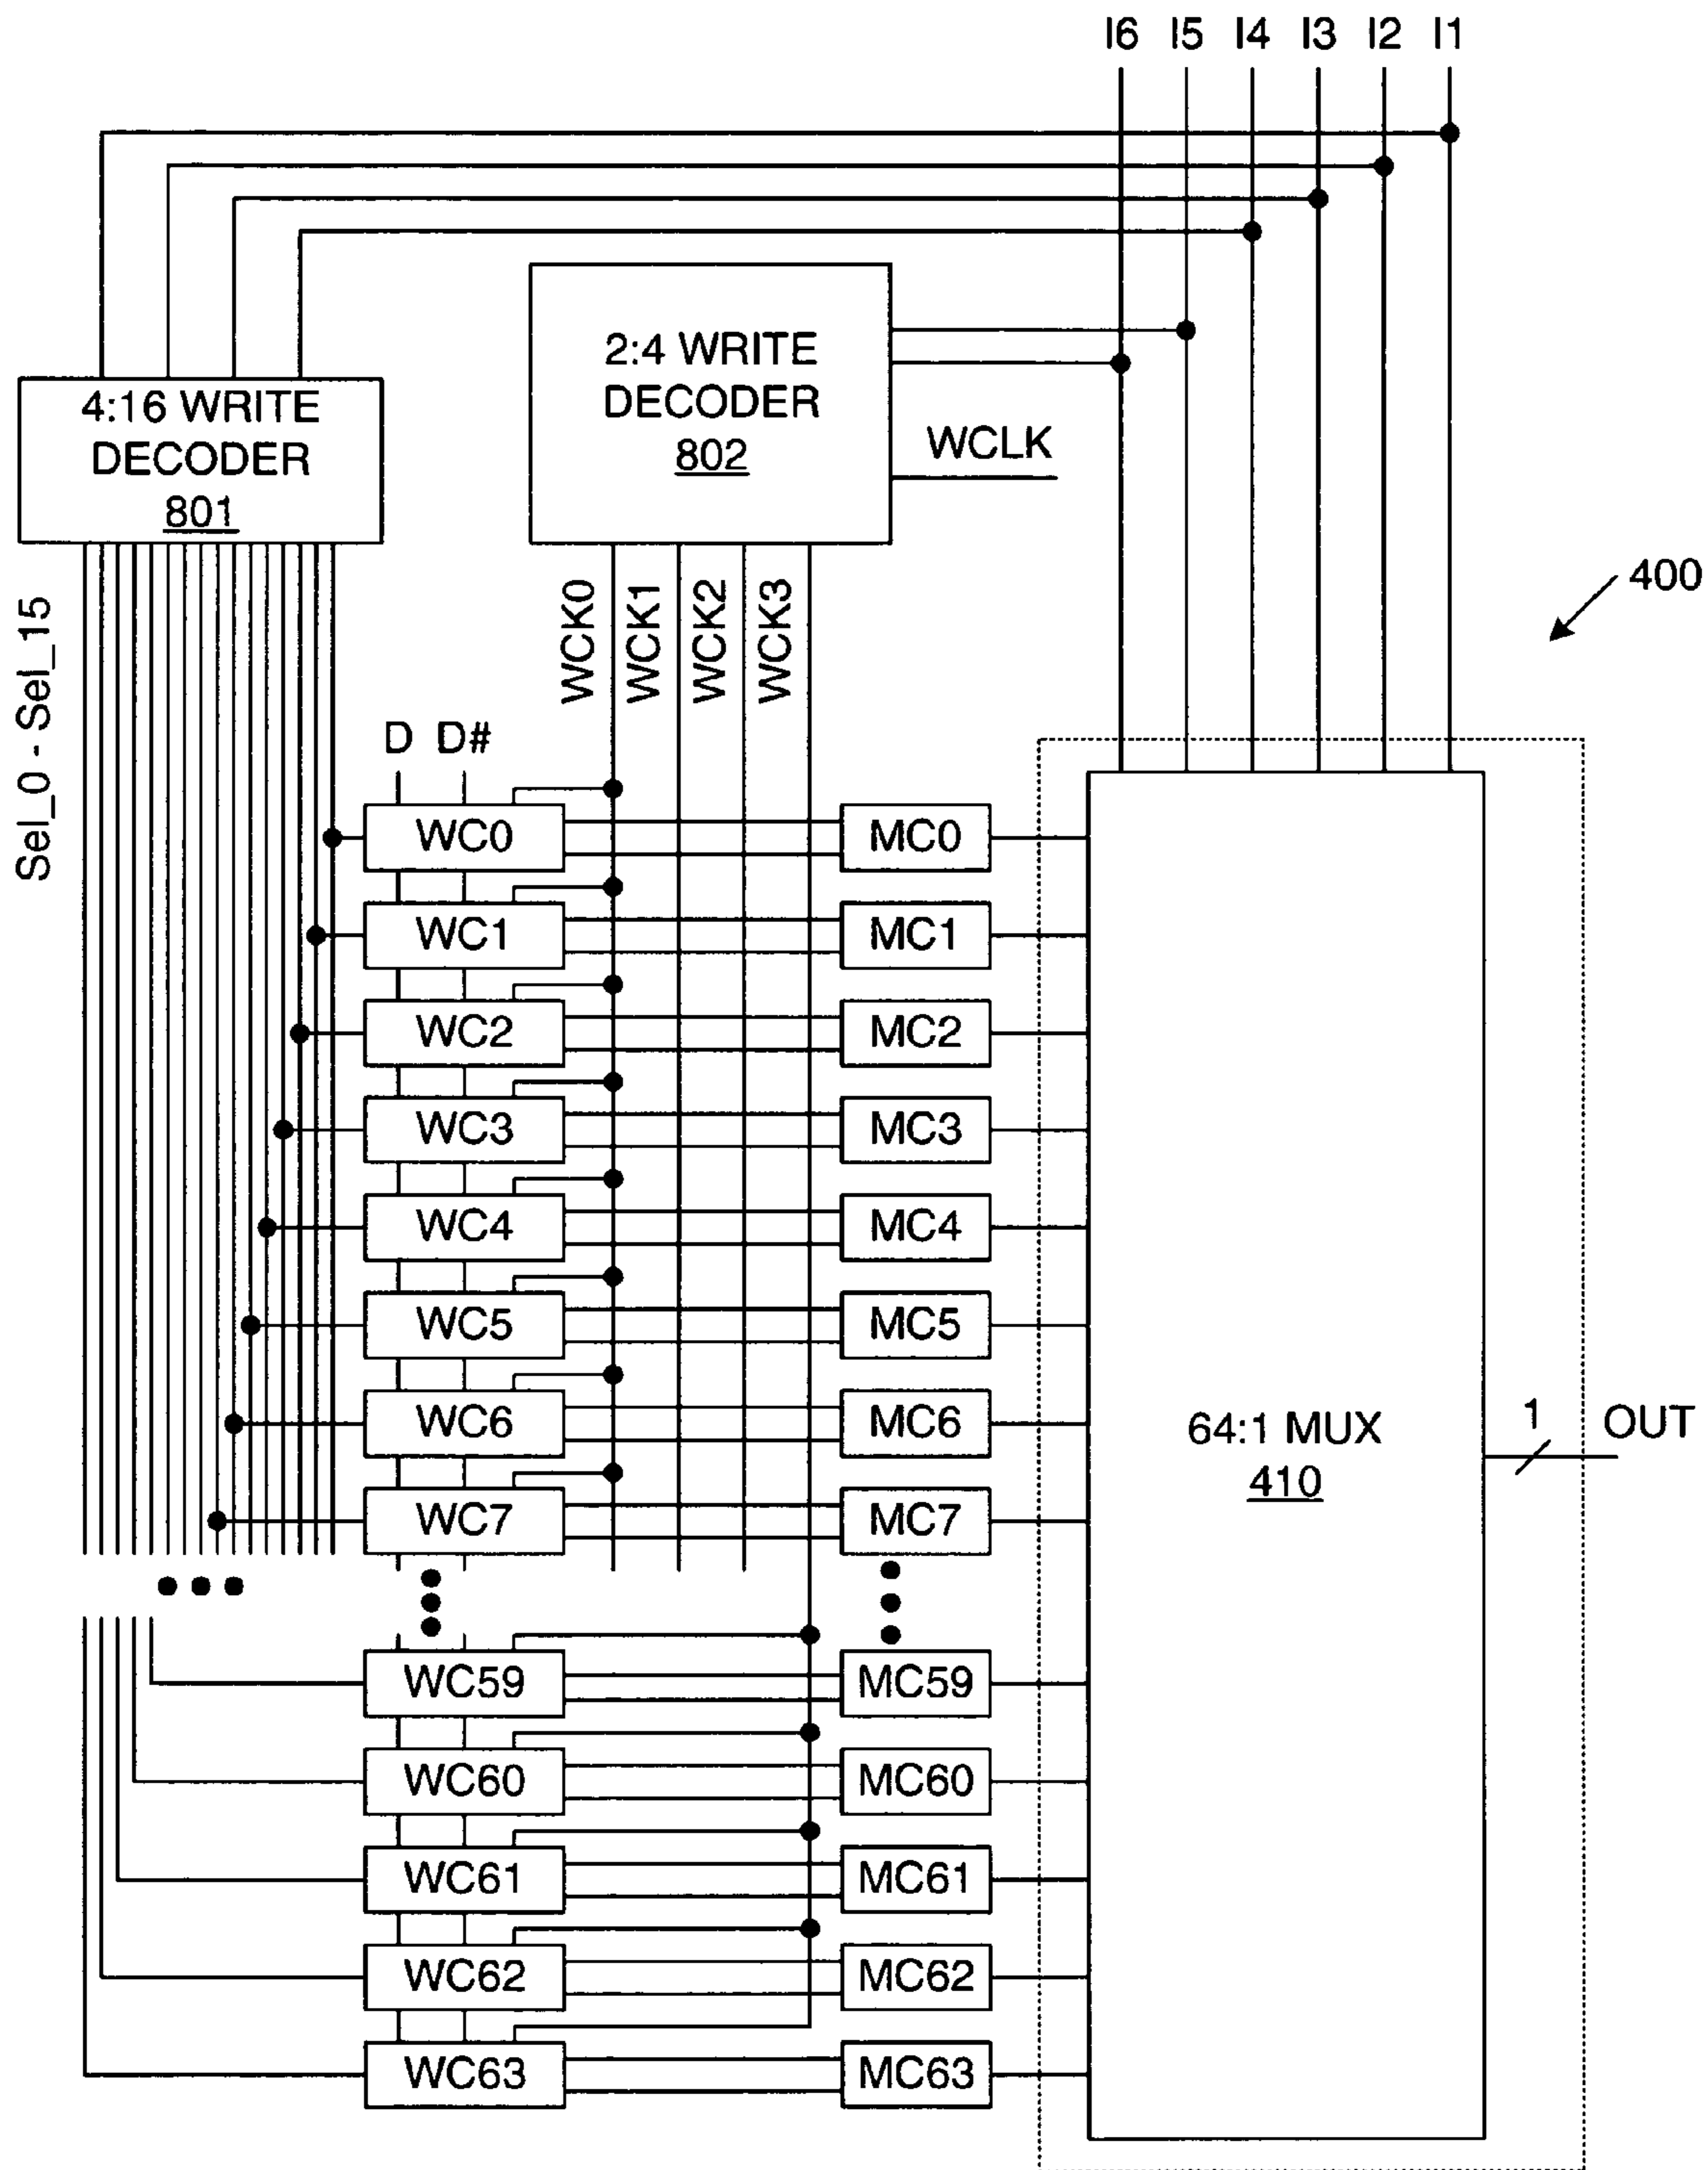 I6 I5 I4 I3 I2 I1
4:16 WRITE
DECODER
801
2:4 WRITE
DECODER
802
WCLK
400
Sel_0 - Sel_15
WCK0
WCK1
WCK2
WCK3
D D#
WC0 MC0
WC1 MC1
WC2 MC2
WC3 MC3
WC4 MC4
WC5 MC5
WC6 MC6
WC7 MC7
64:1 MUX
410
1
OUT
WC59 MC59
WC60 MC60
WC61 MC61
WC62 MC62
WC63 MC63